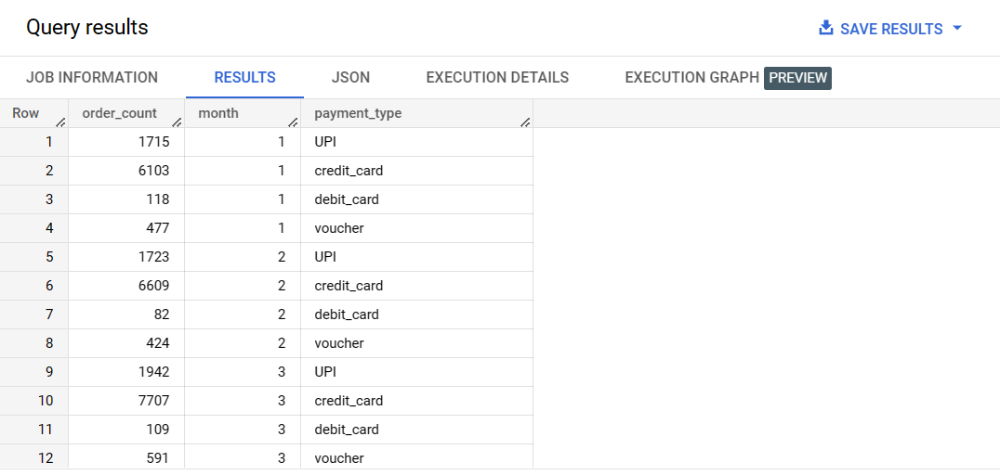 Query results SAVE RESULTS
JOB INFORMATION RESULTS JSON EXECUTION DETAILS EXECUTION GRAPH PREVIEW
Row order_count month payment_type
1 1715 1 UPI
2 6103 1 credit_card
3 118 1 debit_card
4 477 1 voucher
5 1723 2 UPI
6 6609 2 credit_card
7 82 2 debit_card
8 424 2 voucher
9 1942 3 UPI
10 7707 3 credit_card
11 109 3 debit_card
12 591 3 voucher